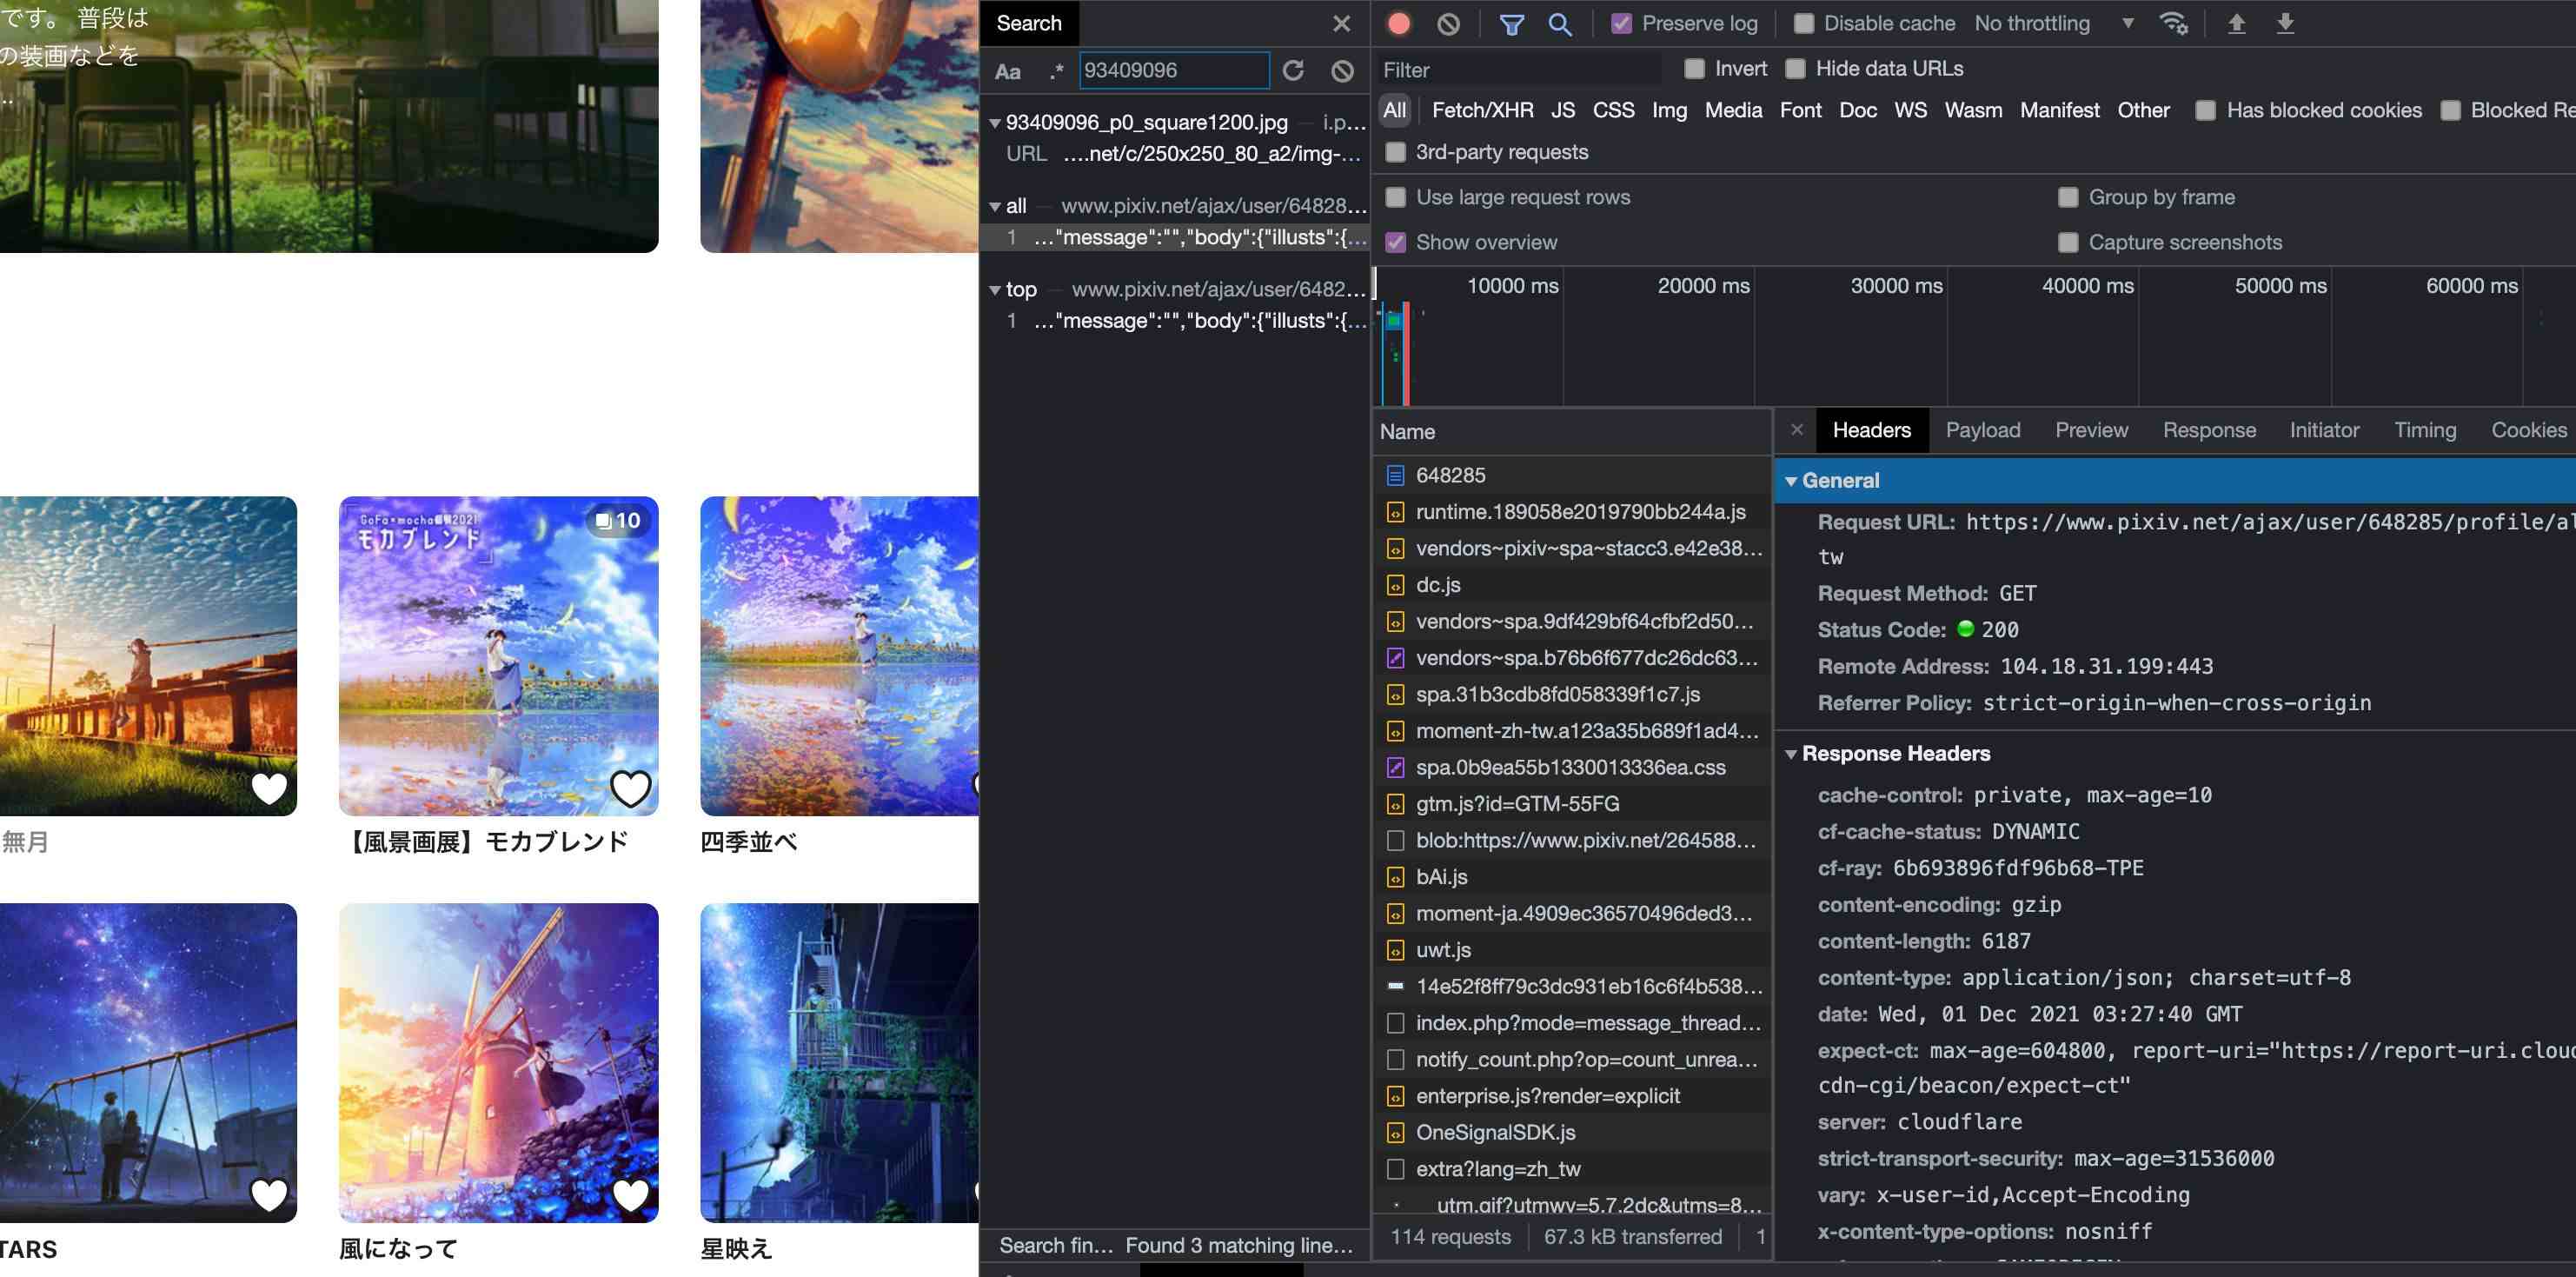 です。 普段は
の装画などを
..
GoFa×mocha個展2021
モカブレンド
10
無月
【風景画展】モカブレンド
四季並べ
TARS
風になって
星映え
Search
Aa
.*
93409096
93409096_p0_square1200.jpg — i.p…
URL ….net/c/250x250_80_a2/img-…
all — www.pixiv.net/ajax/user/64828…
1 …"message":"","body":{"illusts":{…
top — www.pixiv.net/ajax/user/6482…
1 …"message":"","body":{"illusts":{…
Search fin… Found 3 matching line…
Preserve log
Disable cache
No throttling
Filter
Invert
Hide data URLs
All Fetch/XHR JS CSS Img Media Font Doc WS Wasm Manifest Other
Has blocked cookies
Blocked Re
3rd-party requests
Use large request rows
Group by frame
Show overview
Capture screenshots
10000 ms 20000 ms 30000 ms 40000 ms 50000 ms 60000 ms
Name
648285
runtime.189058e2019790bb244a.js
vendors~pixiv~spa~stacc3.e42e38…
dc.js
vendors~spa.9df429bf64cfbf2d50…
vendors~spa.b76b6f677dc26dc63…
spa.31b3cdb8fd058339f1c7.js
moment-zh-tw.a123a35b689f1ad4…
spa.0b9ea55b1330013336ea.css
gtm.js?id=GTM-55FG
blob:https://www.pixiv.net/264588…
bAi.js
moment-ja.4909ec36570496ded3…
uwt.js
14e52f8ff79c3dc931eb16c6f4b538…
index.php?mode=message_thread…
notify_count.php?op=count_unrea…
enterprise.js?render=explicit
OneSignalSDK.js
extra?lang=zh_tw
utm.gif?utmwv=5.7.2dc&utms=8…
114 requests 67.3 kB transferred 1
Headers Payload Preview Response Initiator Timing Cookies
General
Request URL: https://www.pixiv.net/ajax/user/648285/profile/al
tw
Request Method: GET
Status Code: 200
Remote Address: 104.18.31.199:443
Referrer Policy: strict-origin-when-cross-origin
Response Headers
cache-control: private, max-age=10
cf-cache-status: DYNAMIC
cf-ray: 6b693896fdf96b68-TPE
content-encoding: gzip
content-length: 6187
content-type: application/json; charset=utf-8
date: Wed, 01 Dec 2021 03:27:40 GMT
expect-ct: max-age=604800, report-uri="https://report-uri.clou
cdn-cgi/beacon/expect-ct"
server: cloudflare
strict-transport-security: max-age=31536000
vary: x-user-id,Accept-Encoding
x-content-type-options: nosniff